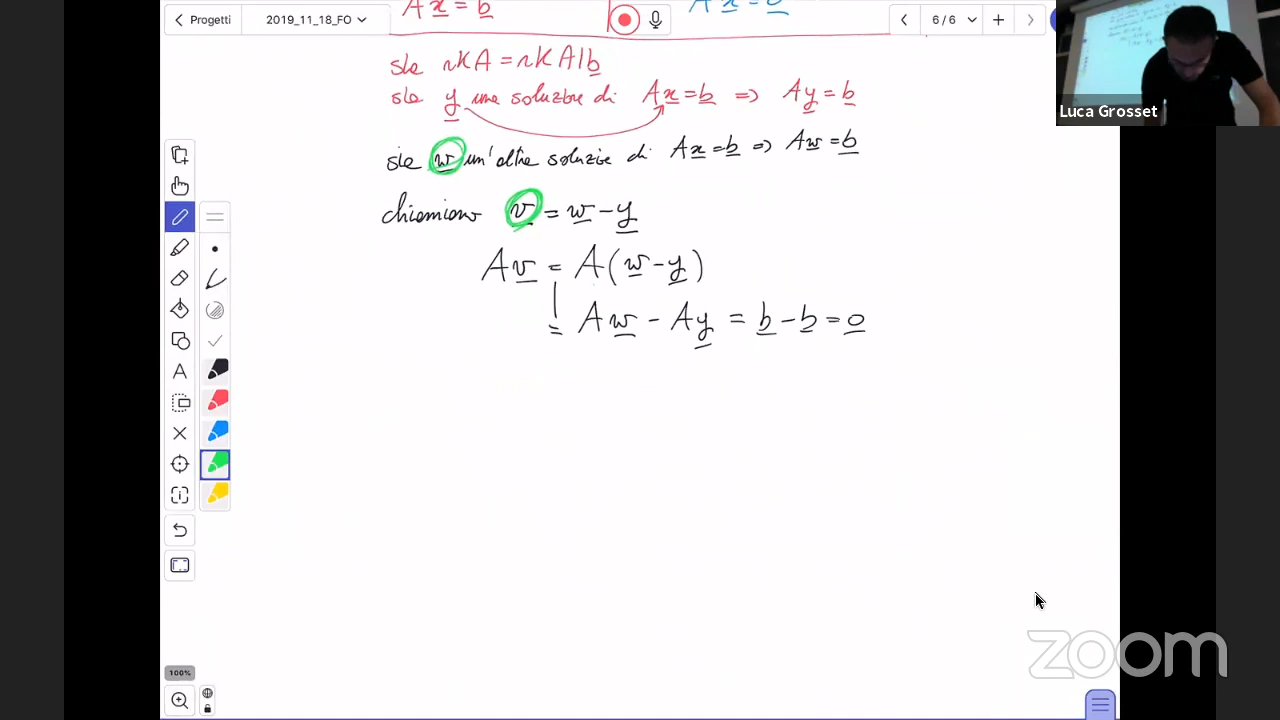 Progetti 2019_11_18_FO 6/6
A x = b A x = 0
sia rkA = rkA|b
sia y una soluzione di Ax = b ⇒ Ay = b
sia w un'altra soluzione di Ax = b ⇒ Aw = b
chiamiamo v = w - y
Av = A(w - y)
= Aw - Ay = b - b = 0
Luca Grosset
A
100%
zoom